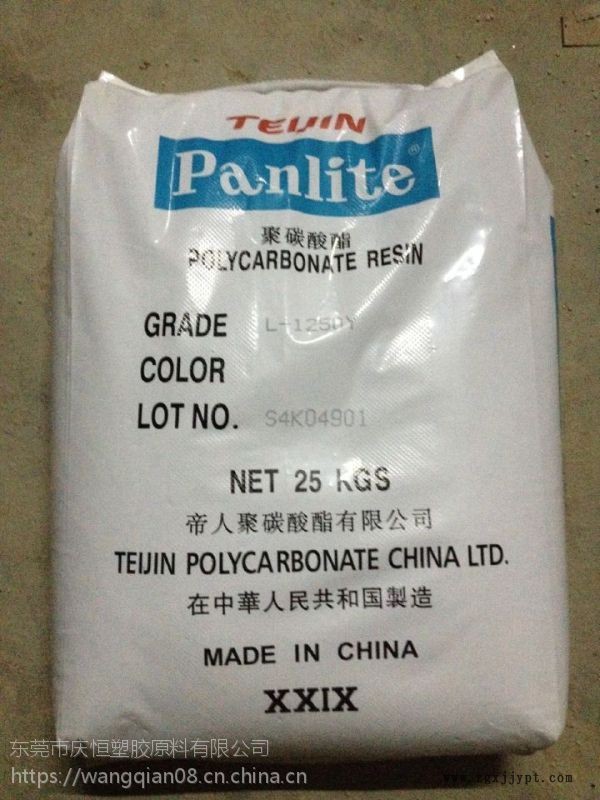 TEIJIN
Panlite®
聚碳酸酯
POLYCARBONATE RESIN
GRADE L-1250Y
COLOR
LOT NO. S4K04901
NET 25 KGS
帝人聚碳酸酯有限公司
TEIJIN POLYCARBONATE CHINA LTD.
在中華人民共和国製造
MADE IN CHINA
XXIX
东莞市庆恒塑胶原料有限公司
https://wangqian08.cn.china.cn